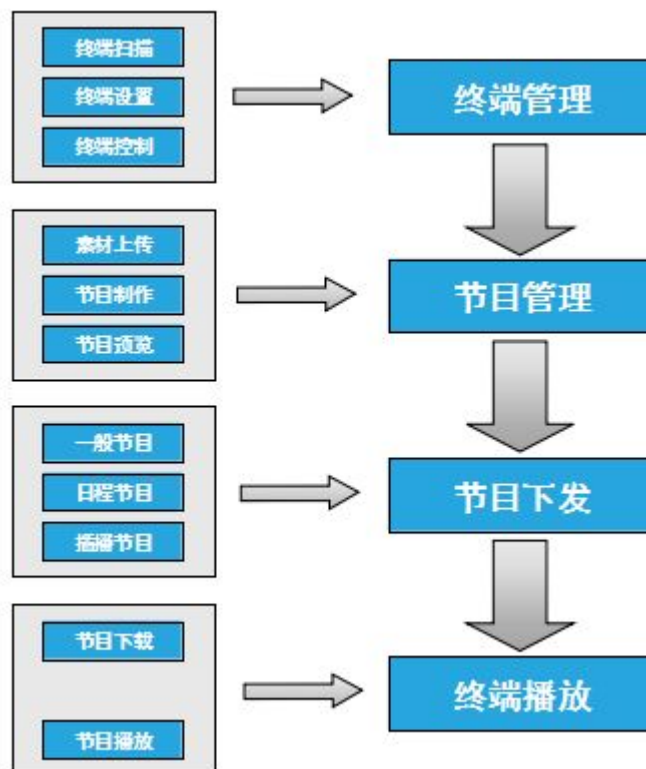 终端扫描
终端设置
终端控制
终端管理
素材上传
节目制作
节目预览
节目管理
一般节目
日程节目
插播节目
节目下发
节目下载
节目播放
终端播放